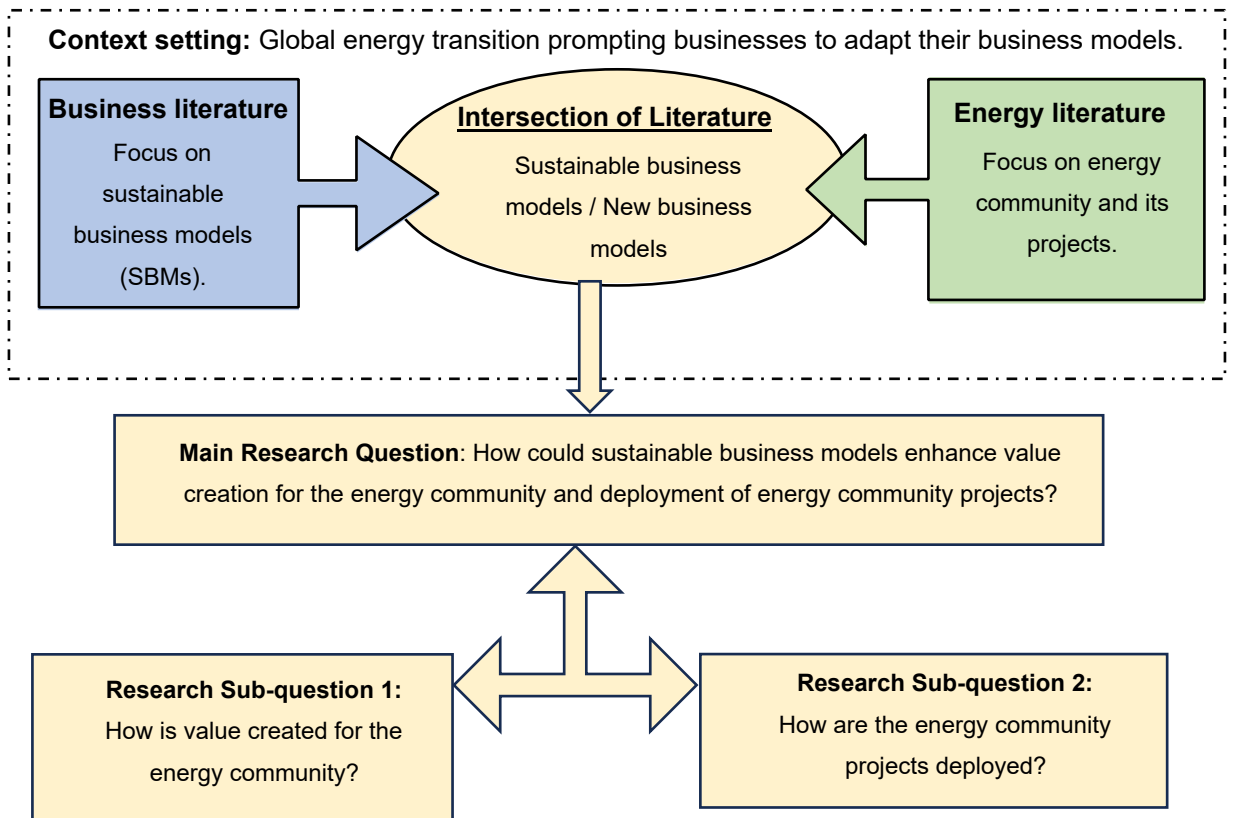 Context setting: Global energy transition prompting businesses to adapt their business models.
Business literature
Focus on
sustainable
business models
(SBMs).
Intersection of Literature
Sustainable business
models / New business
models
Energy literature
Focus on energy
community and its
projects.
Main Research Question: How could sustainable business models enhance value
creation for the energy community and deployment of energy community projects?
Research Sub-question 1:
How is value created for the
energy community?
Research Sub-question 2:
How are the energy community
projects deployed?